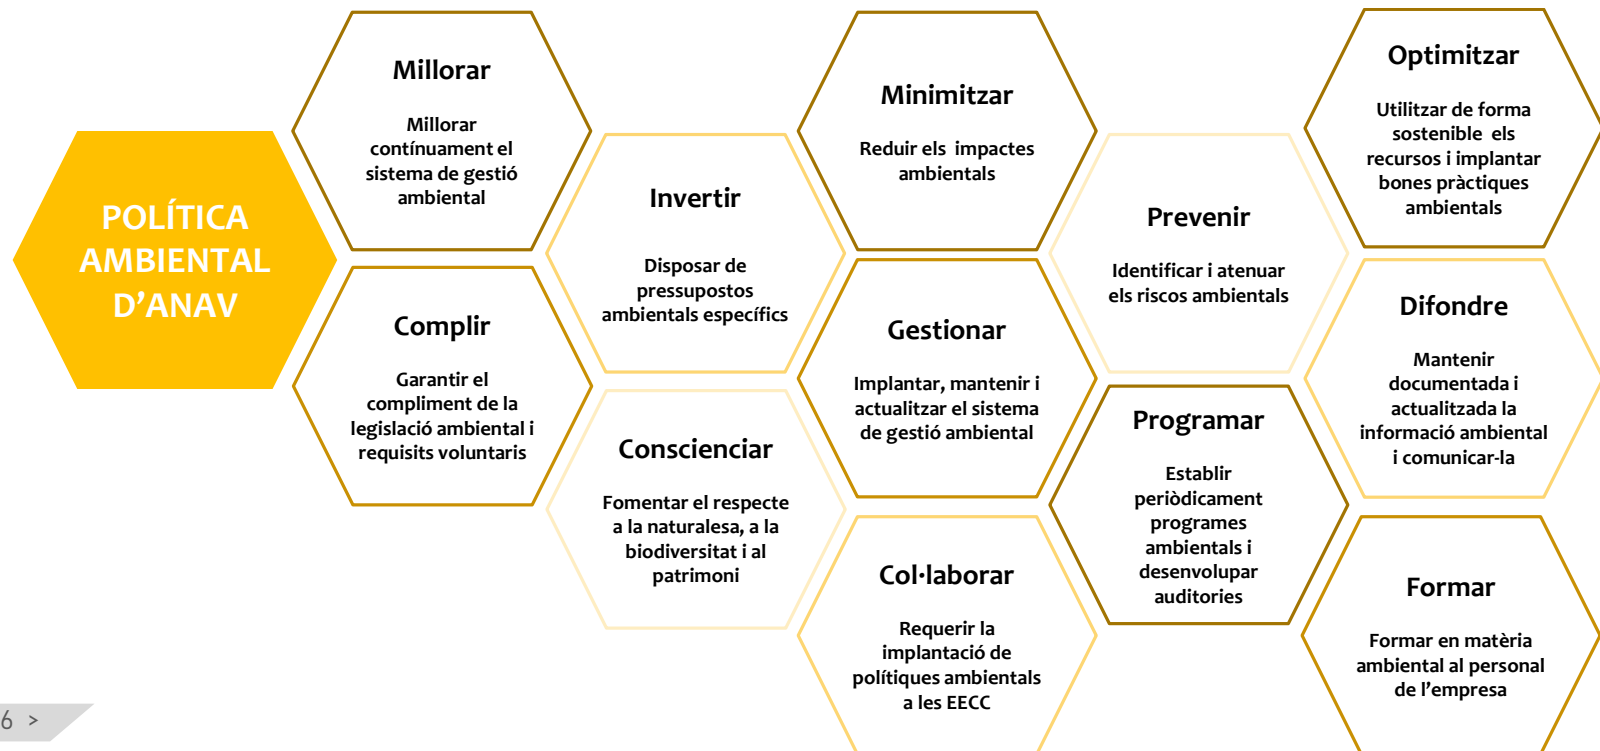 POLÍTICA
AMBIENTAL
D’ANAV
Millorar
Millorar
contínuament el
sistema de gestió
ambiental
Complir
Garantir el
compliment de la
legislació ambiental i
requisits voluntaris
Invertir
Disposar de
pressupostos
ambientals específics
Conscienciar
Fomentar el respecte
a la naturalesa, a la
biodiversitat i al
patrimoni
Minimitzar
Reduir els impactes
ambientals
Gestionar
Implantar, mantenir i
actualitzar el sistema
de gestió ambiental
Col·laborar
Requerir la
implantació de
polítiques ambientals
a les EECC
Prevenir
Identificar i atenuar
els riscos ambientals
Programar
Establir
periòdicament
programes
ambientals i
desenvolupar
auditories
Optimitzar
Utilitzar de forma
sostenible els
recursos i implantar
bones pràctiques
ambientals
Difondre
Mantenir
documentada i
actualitzada la
informació ambiental
i comunicar-la
Formar
Formar en matèria
ambiental al personal
de l’empresa
6 >